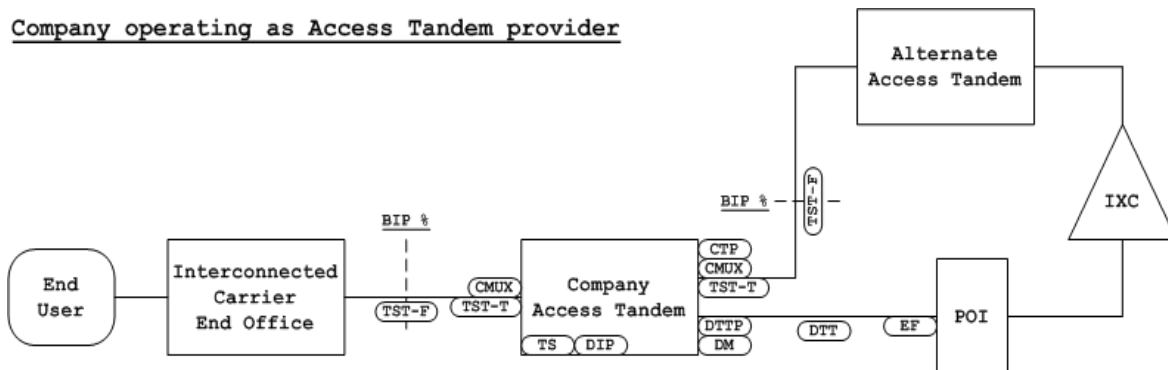 Company operating as Access Tandem provider
Alternate
Access Tandem
TST-F
BIP %
IXC
BIP %
End
User
Interconnected
Carrier
End Office
TST-F
CMUX
TST-T
Company
Access Tandem
TS
DIP
CTP
CMUX
TST-T
DTTP
DM
DTT
EF
POI